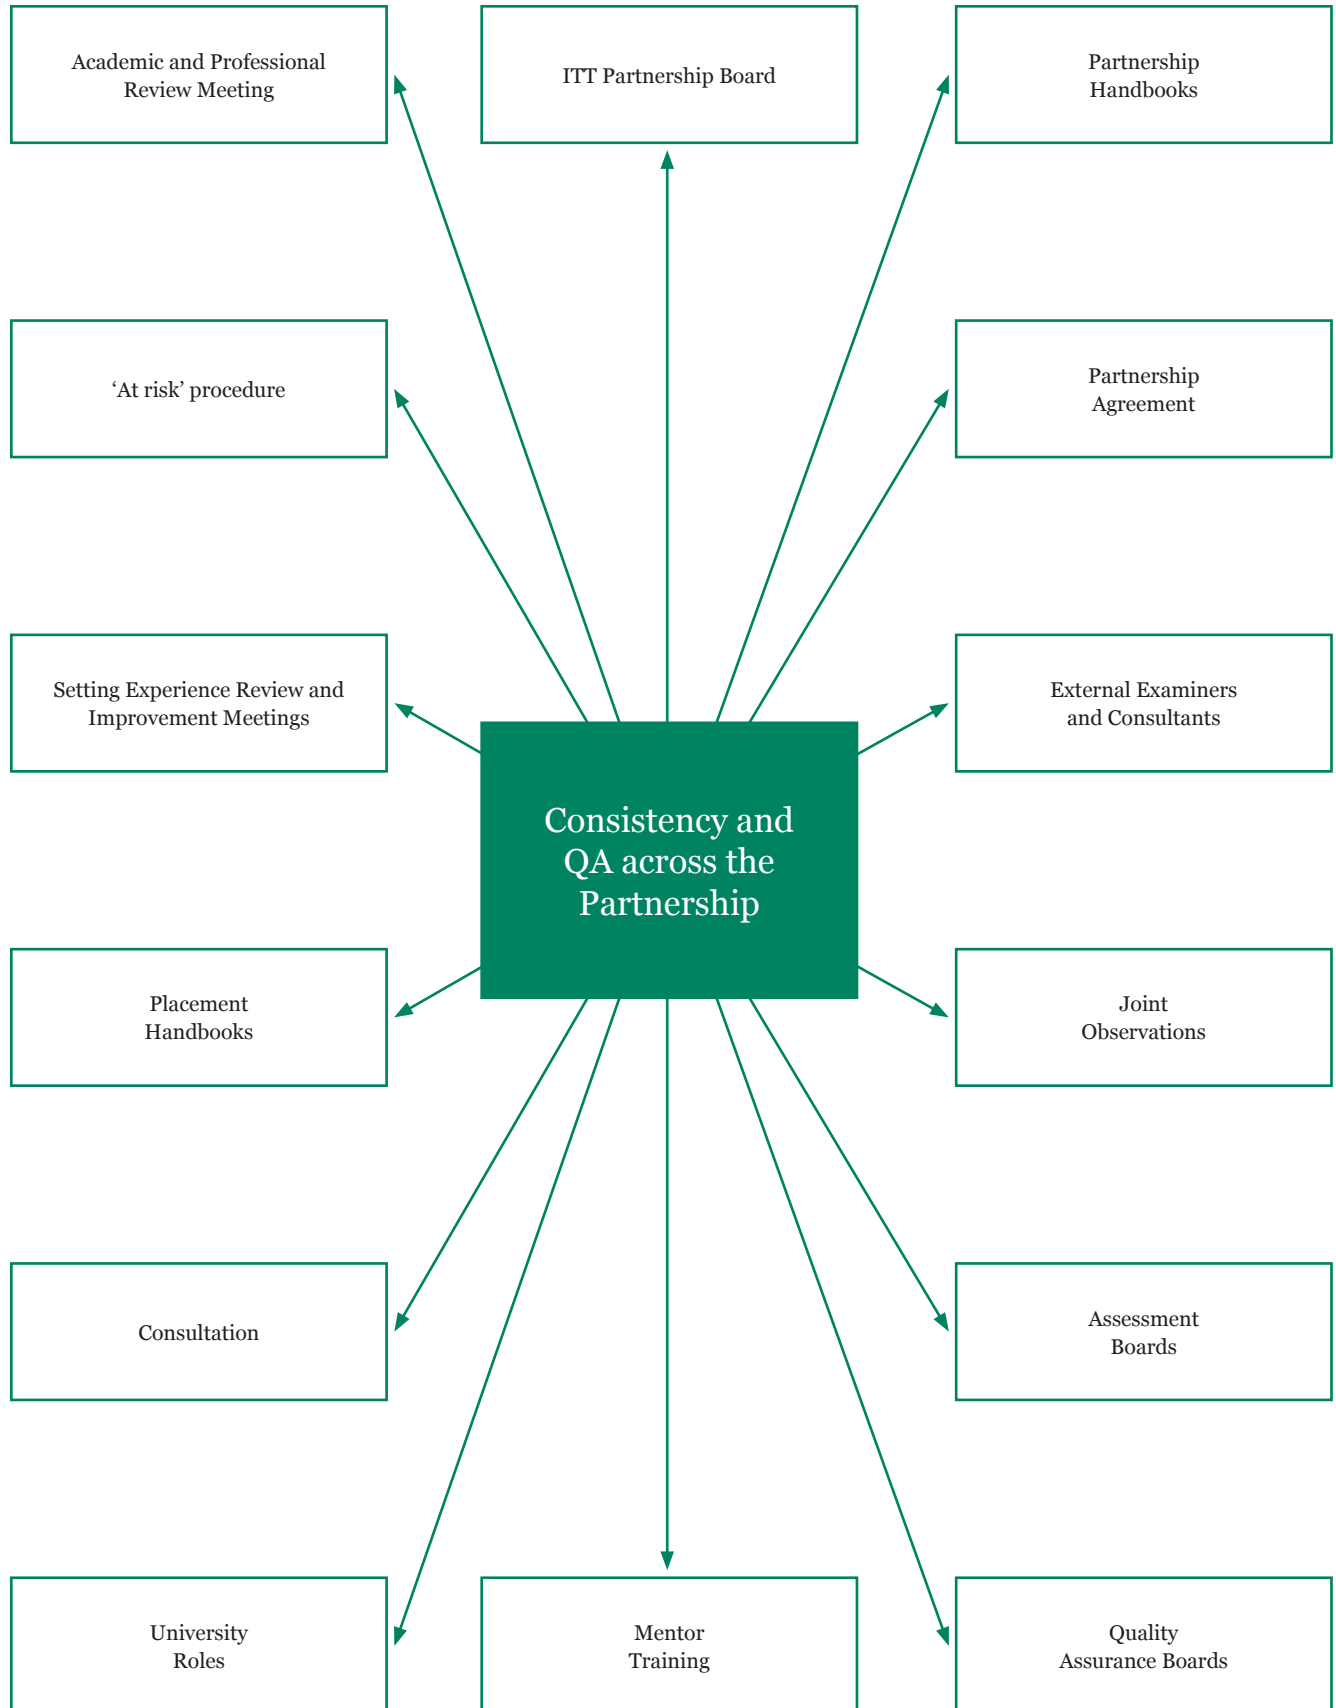 Academic and Professional
Review Meeting
ITT Partnership Board
Partnership
Handbooks
‘At risk’ procedure
Partnership
Agreement
Setting Experience Review and
Improvement Meetings
External Examiners
and Consultants
Consistency and
QA across the
Partnership
Placement
Handbooks
Joint
Observations
Consultation
Assessment
Boards
University
Roles
Mentor
Training
Quality
Assurance Boards